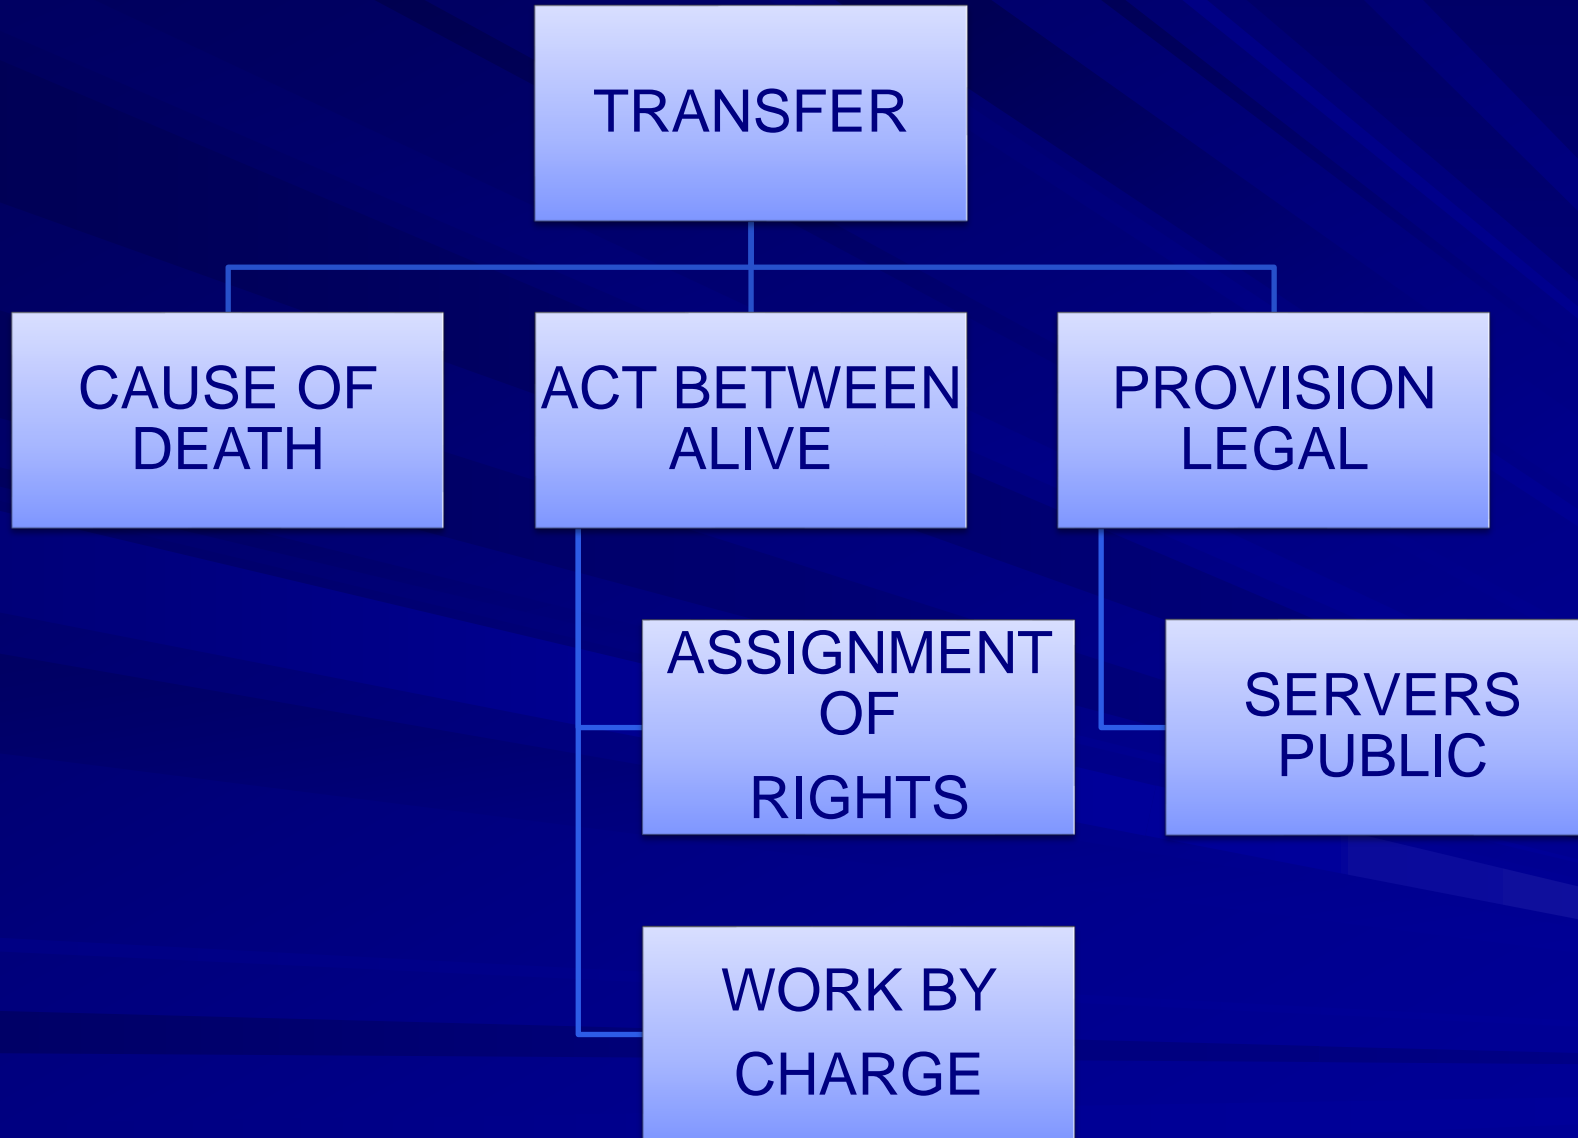 TRANSFER
CAUSE OF
DEATH
ACT BETWEEN
ALIVE
PROVISION
LEGAL
ASSIGNMENT
OF
RIGHTS
SERVERS
PUBLIC
WORK BY
CHARGE